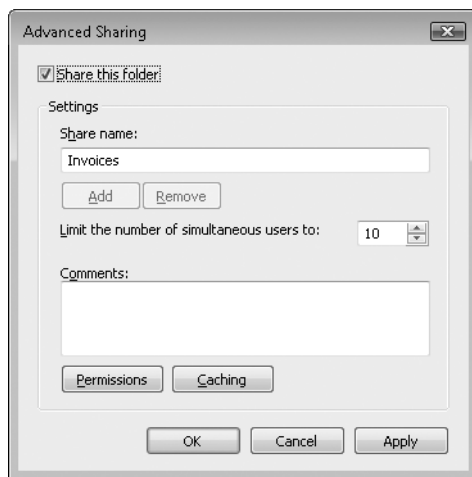 Advanced Sharing
Share this folder
Settings
Share name:
Invoices
Add Remove
Limit the number of simultaneous users to: 10
Comments:
Permissions Caching
OK Cancel Apply